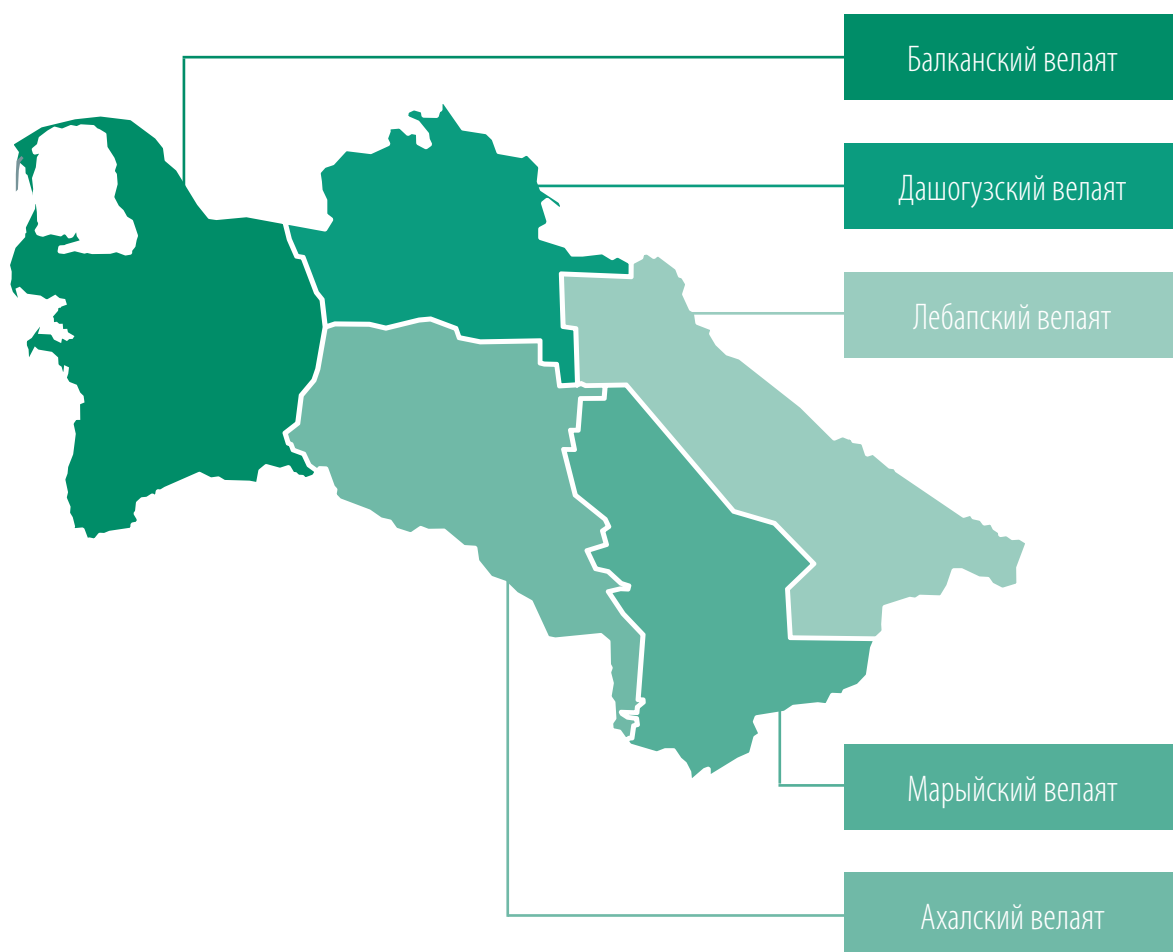 Балканский велаят
Дашогузский велаят
Лебапский велаят
Марыйский велаят
Ахалский велаят